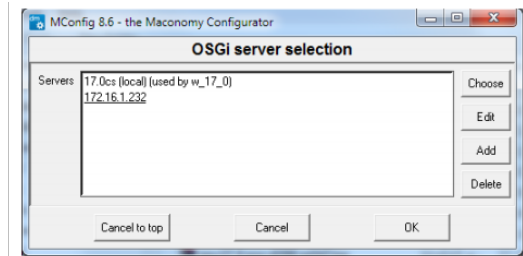 MConfig 8.6 - the Maconomy Configurator
OSGi server selection
Servers
17.0cs (local) (used by w_17_0)
172.16.1.232
Choose
Edit
Add
Delete
Cancel to top
Cancel
OK